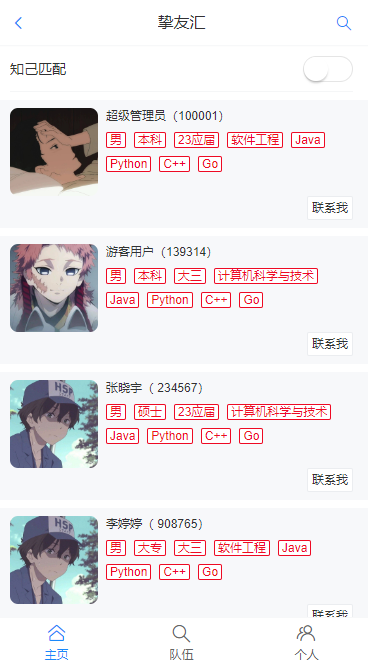 挚友汇
知己匹配
超级管理员（100001）
男 本科 23应届 软件工程 Java
Python C++ Go
联系我
游客用户（139314）
男 本科 大三 计算机科学与技术
Java Python C++ Go
联系我
张晓宇（ 234567）
男 硕士 23应届 计算机科学与技术
Java Python C++ Go
联系我
HSP
李婷婷（ 908765）
男 大专 大三 软件工程 Java
Python C++ Go
联系我
HSP
主页 队伍 个人